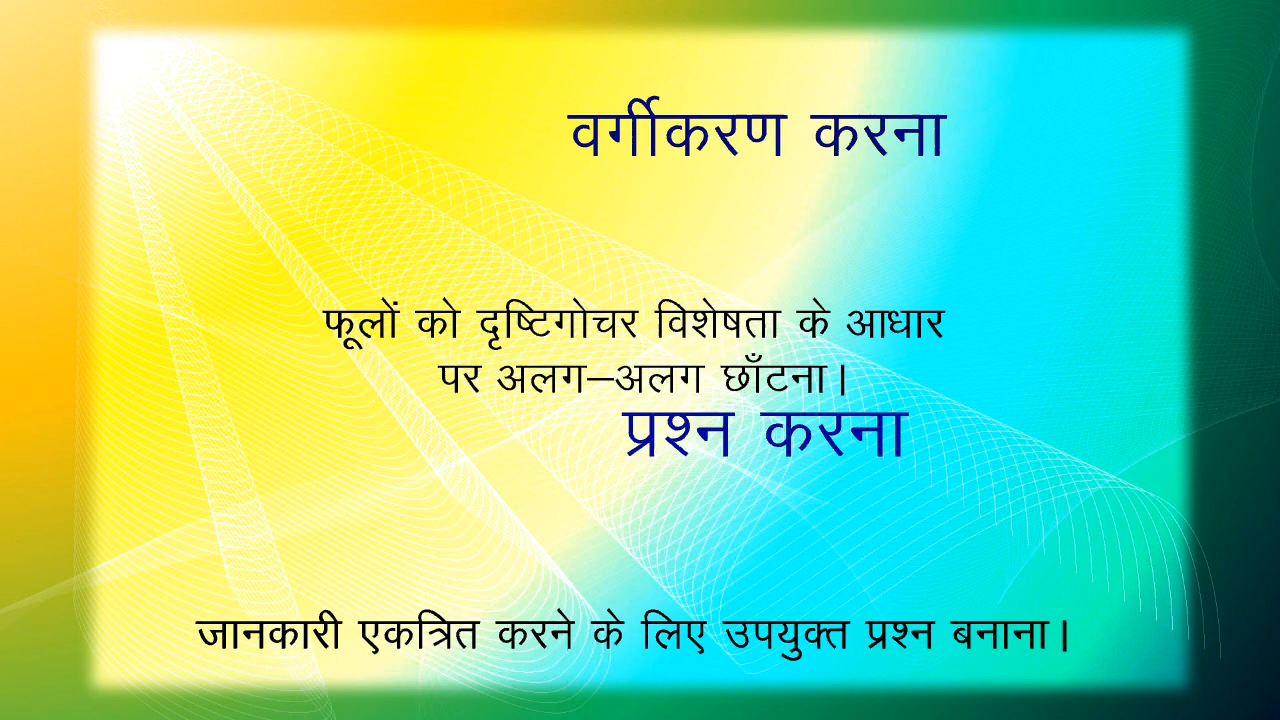 वर्गीकरण करना
फूलों को दृष्टिगोचर विशेषता के आधार
पर अलग–अलग छाँटना।
प्रश्न करना
जानकारी एकत्रित करने के लिए उपयुक्त प्रश्न बनाना।